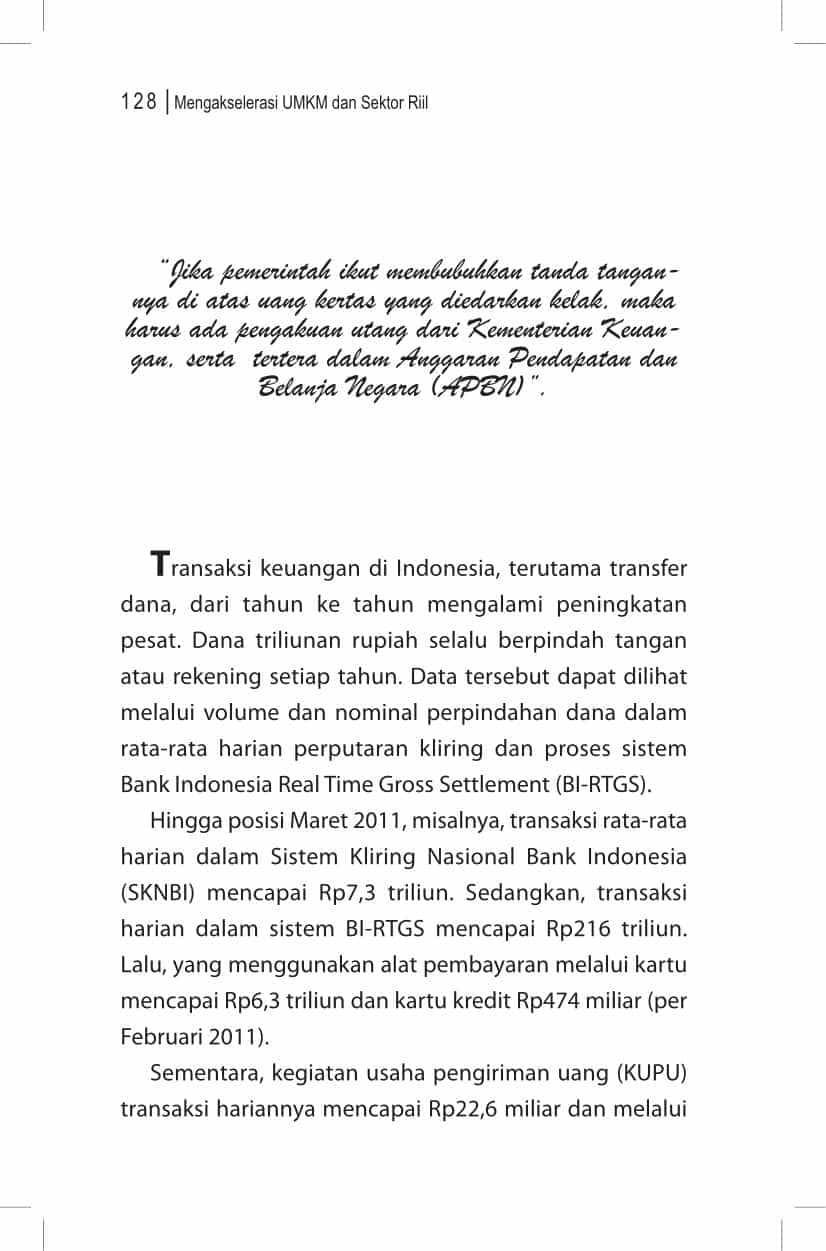 128 | Mengakselerasi UMKM dan Sektor Riil
"Jika pemerintah ikut membubuhkan tanda tangan-
nya di atas uang kertas yang diedarkan kelak, maka
harus ada pengakuan utang dari Kementerian Keuan-
gan, serta tertera dalam Anggaran Pendapatan dan
Belanja Negara (APBN)".
Transaksi keuangan di Indonesia, terutama transfer
dana, dari tahun ke tahun mengalami peningkatan
pesat. Dana triliunan rupiah selalu berpindah tangan
atau rekening setiap tahun. Data tersebut dapat dilihat
melalui volume dan nominal perpindahan dana dalam
rata-rata harian perputaran kliring dan proses sistem
Bank Indonesia Real Time Gross Settlement (BI-RTGS).
Hingga posisi Maret 2011, misalnya, transaksi rata-rata
harian dalam Sistem Kliring Nasional Bank Indonesia
(SKNBI) mencapai Rp7,3 triliun. Sedangkan, transaksi
harian dalam sistem BI-RTGS mencapai Rp216 triliun.
Lalu, yang menggunakan alat pembayaran melalui kartu
mencapai Rp6,3 triliun dan kartu kredit Rp474 miliar (per
Februari 2011).
Sementara, kegiatan usaha pengiriman uang (KUPU)
transaksi hariannya mencapai Rp22,6 miliar dan melalui